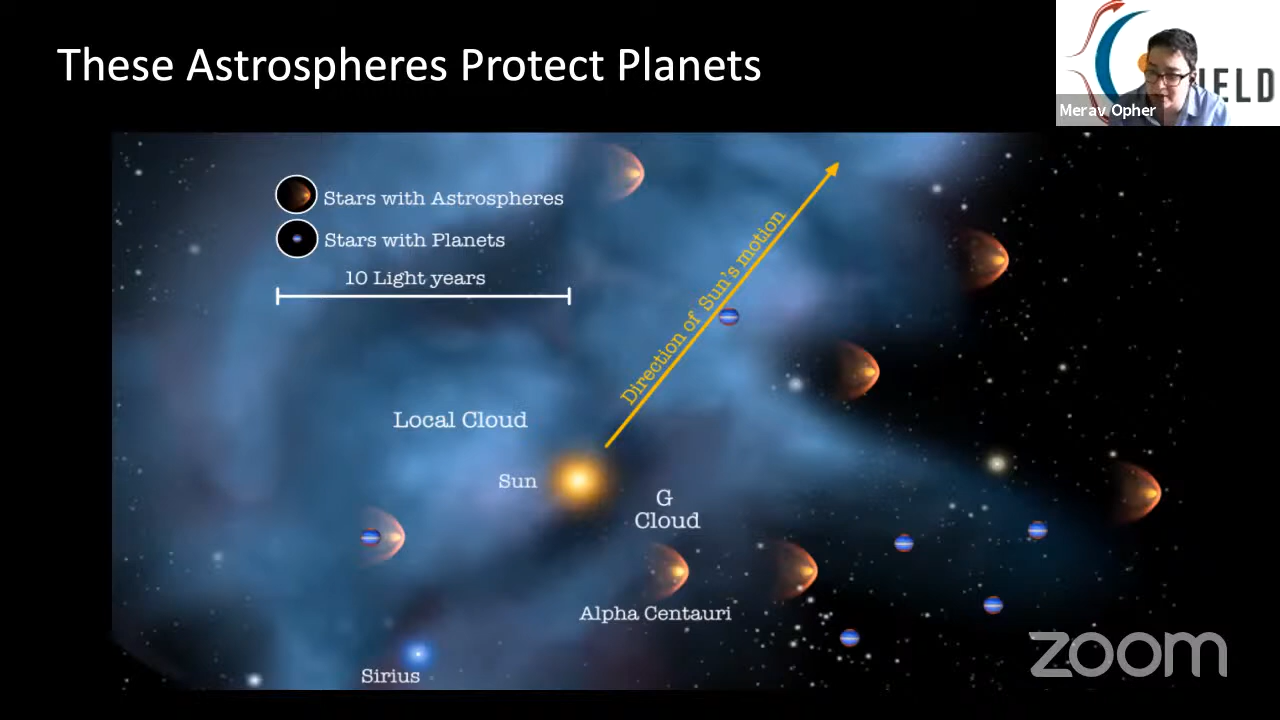 These Astrospheres Protect Planets
IELD
Merav Opher
Stars with Astrospheres
Stars with Planets
10 Light years
Direction of Sun's motion
Local Cloud
Sun
G
Cloud
Alpha Centauri
Sirius
zoom